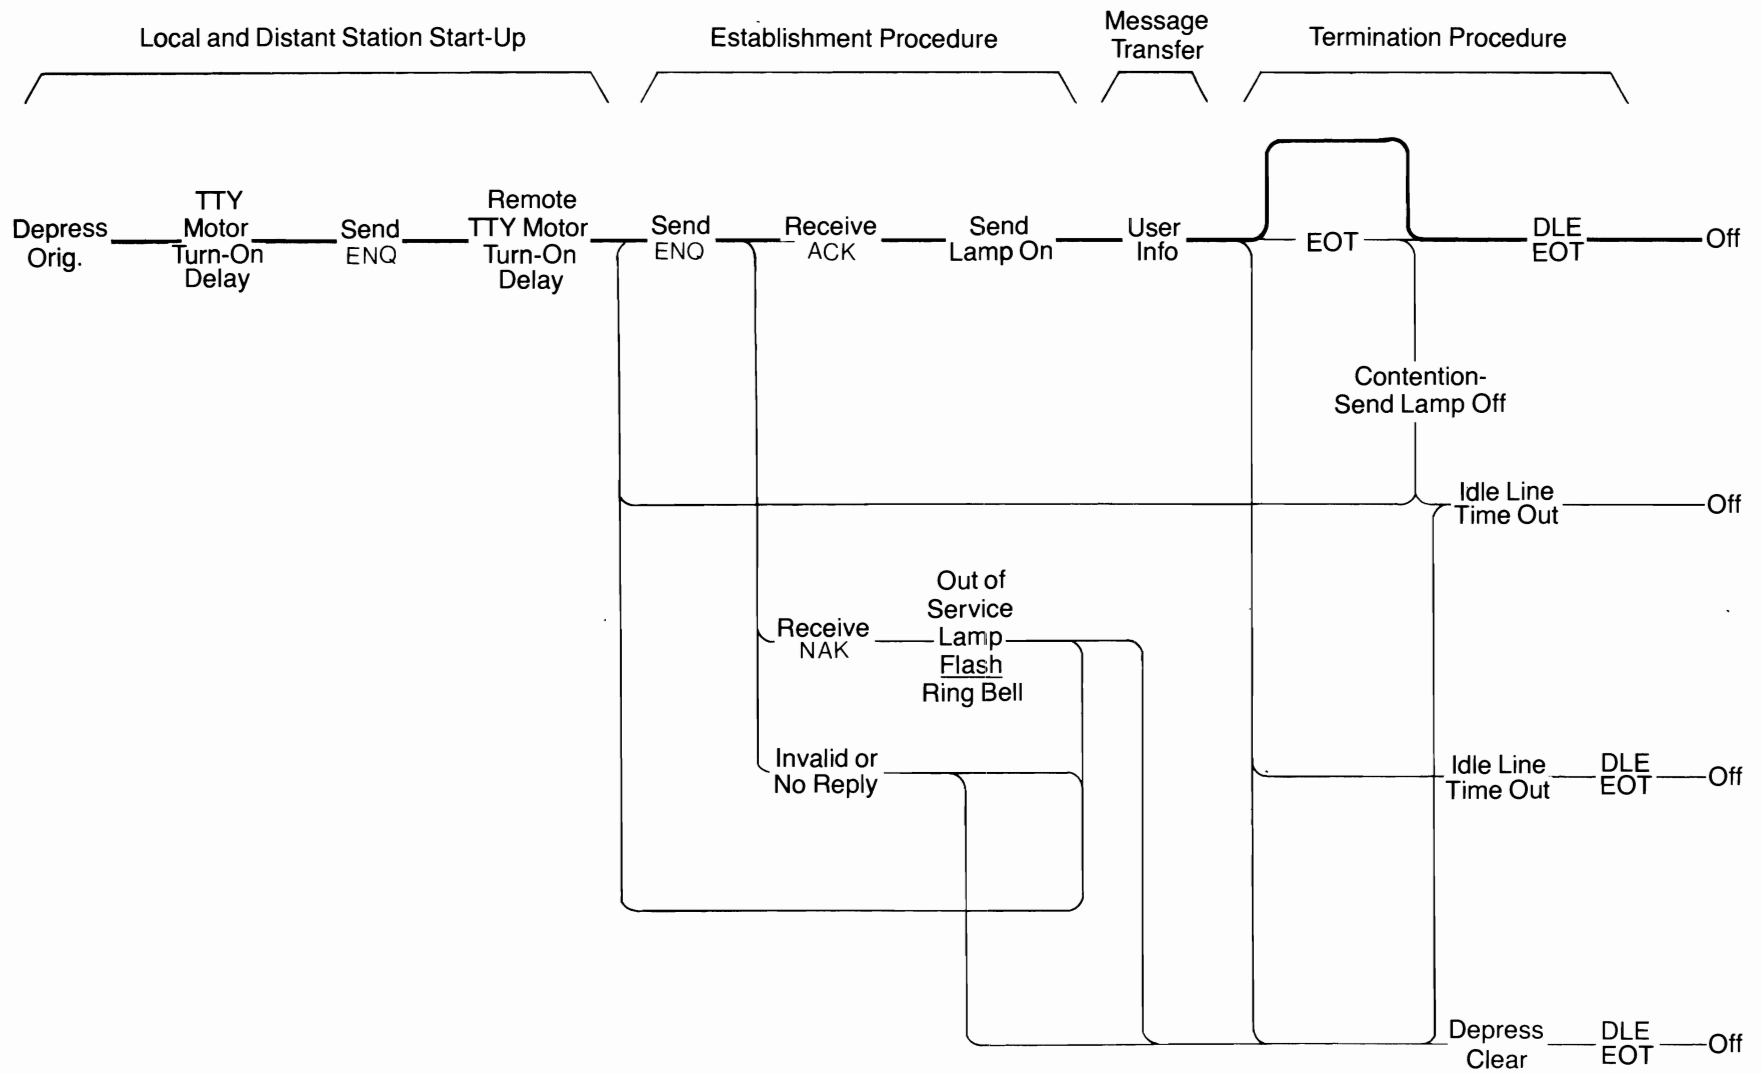 Local and Distant Station Start-Up
Establishment Procedure
Message
Transfer
Termination Procedure
Depress
Orig.
TTY
Motor
Turn-On
Delay
Send
ENQ
Remote
TTY Motor
Turn-On
Delay
Send
ENQ
Receive
ACK
Send
Lamp On
User
Info
EOT
DLE
EOT
Off
Contention-
Send Lamp Off
Idle Line
Time Out
Off
Receive
NAK
Out of
Service
Lamp
Flash
Ring Bell
Invalid or
No Reply
Idle Line
Time Out
DLE
EOT
Off
Depress
Clear
DLE
EOT
Off